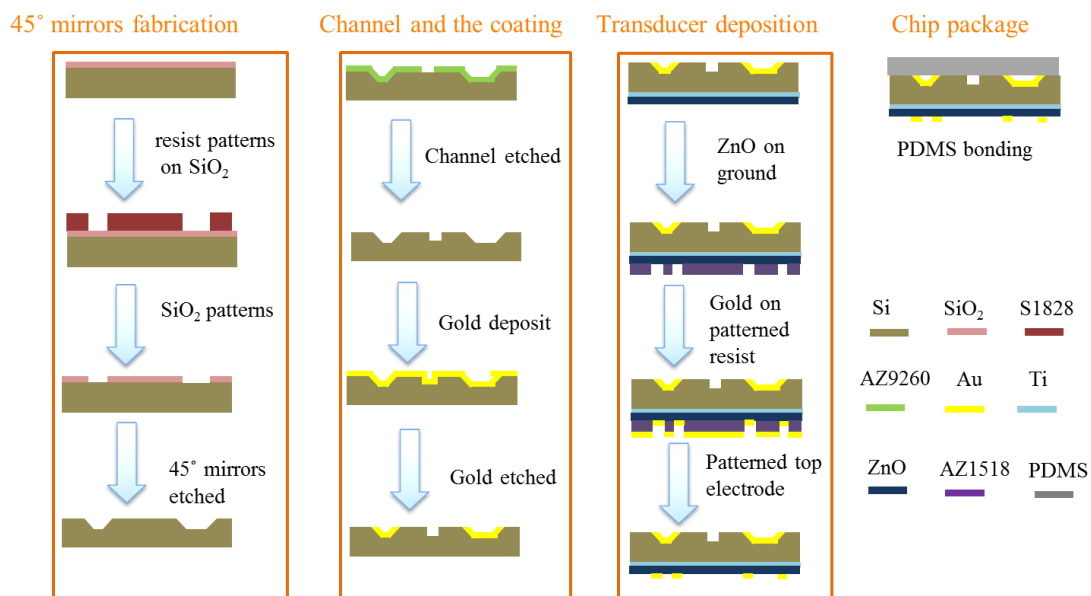 45° mirrors fabrication
resist patterns
on SiO₂
SiO₂ patterns
45° mirrors
etched
Channel and the coating
Channel etched
Gold deposit
Gold etched
Transducer deposition
ZnO on
ground
Gold on
patterned
resist
Patterned top
electrode
Chip package
PDMS bonding
Si SiO₂ S1828
AZ9260 Au Ti
ZnO AZ1518 PDMS